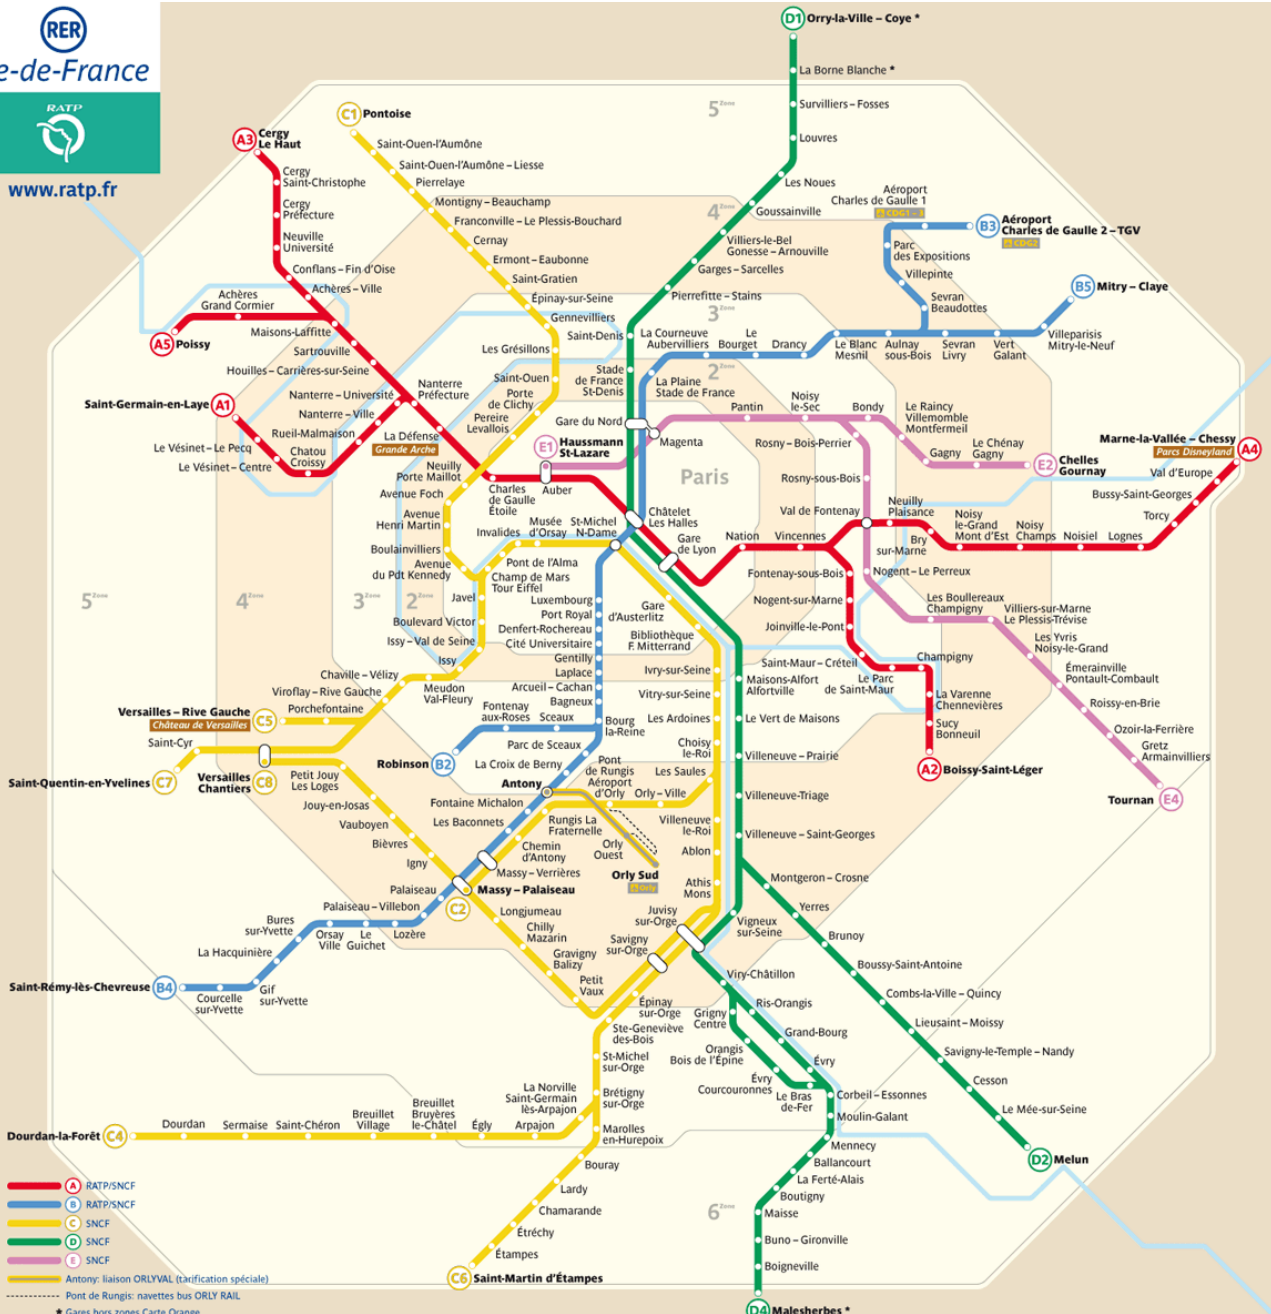 RER
e-de-France
RATP
www.ratp.fr
D1 Orry-la-Ville – Coye *
La Borne Blanche *
Survilliers – Fosses
Louvres
Les Noues
Goussainville
Villiers-le-Bel
Gonesse – Arnouville
Garges – Sarcelles
Pierrefitte – Stains
Saint-Denis
Stade
de France
St-Denis
5 Zone
4 Zone
3 Zone
2 Zone
Paris
C1 Pontoise
Saint-Ouen-l'Aumône
Saint-Ouen-l'Aumône – Liesse
Pierrelaye
Montigny – Beauchamp
Franconville – Le Plessis-Bouchard
Cernay
Ermont – Eaubonne
Saint-Gratien
Épinay-sur-Seine
Gennevilliers
Les Grésillons
Saint-Ouen
Porte
de Clichy
Pereire
Levallois
Neuilly
Porte Maillot
Avenue Foch
Avenue
Henri Martin
Boulainvilliers
Avenue
du Pdt Kennedy
A3 Cergy
Le Haut
Cergy
Saint-Christophe
Cergy
Préfecture
Neuville
Université
Conflans – Fin d'Oise
Achères – Ville
Achères
Grand Cormier
A5 Poissy
Maisons-Laffitte
Sartrouville
Houilles – Carrières-sur-Seine
Saint-Germain-en-Laye A1
Le Vésinet – Le Pecq
Le Vésinet – Centre
Chatou
Croissy
Rueil-Malmaison
Nanterre – Ville
Nanterre – Université
Nanterre
Préfecture
La Défense
Grande Arche
Charles
de Gaulle
Étoile
Auber
E1 Haussmann
St-Lazare
Gare du Nord
Magenta
Châtelet
Les Halles
Gare
de Lyon
Nation
Vincennes
Aéroport
Charles de Gaulle 1
CDG1 – 3
B3 Aéroport
Charles de Gaulle 2 – TGV
CDG2
Parc
des Expositions
Villepinte
Sevran
Beaudottes
B5 Mitry – Claye
Villeparisis
Mitry-le-Neuf
Vert
Galant
Sevran
Livry
Aulnay
sous-Bois
Le Blanc
Mesnil
Drancy
Le
Bourget
La Courneuve
Aubervilliers
La Plaine
Stade de France
Pantin
Noisy
le-Sec
Bondy
Le Raincy
Villemomble
Montfermeil
Gagny
Le Chénay
Gagny
E2 Chelles
Gournay
Rosny – Bois-Perrier
Rosny-sous-Bois
Val de Fontenay
Nogent – Le Perreux
Les Boullereaux
Champigny
Villiers-sur-Marne
Le Plessis-Trévise
Les Yvris
Noisy-le-Grand
Émerainville
Pontault-Combault
Roissy-en-Brie
Ozoir-la-Ferrière
Gretz
Armainvilliers
Tournan E4
Marne-la-Vallée – Chessy A4
Parcs Disneyland
Val d'Europe
Bussy-Saint-Georges
Torcy
Lognes
Noisiel
Noisy
Champs
Noisy
le-Grand
Mont d'Est
Bry
sur-Marne
Neuilly
Plaisance
Fontenay-sous-Bois
Nogent-sur-Marne
Joinville-le-Pont
Saint-Maur – Créteil
Le Parc
de Saint-Maur
Champigny
La Varenne
Chennevières
Sucy
Bonneuil
A2 Boissy-Saint-Léger
Invalides
Musée
d'Orsay
St-Michel
N-Dame
Pont de l'Alma
Champ de Mars
Tour Eiffel
Javel
Boulevard Victor
Issy – Val de Seine
Issy
Meudon
Val-Fleury
Chaville – Vélizy
Viroflay – Rive Gauche
Porchefontaine
Versailles – Rive Gauche C5
Château de Versailles
Saint-Cyr
Saint-Quentin-en-Yvelines C7
Versailles
Chantiers C8
Petit Jouy
Les Loges
Jouy-en-Josas
Vauboyen
Bièvres
Igny
5 Zone
4 Zone
3 Zone
2 Zone
Luxembourg
Port Royal
Denfert-Rochereau
Cité Universitaire
Gentilly
Laplace
Arcueil – Cachan
Bagneux
Bourg
la-Reine
Fontenay
aux-Roses
Sceaux
Robinson B2
Parc de Sceaux
La Croix de Berny
Antony
Fontaine Michalon
Les Baconnets
Massy – Verrières
Massy – Palaiseau
C2
Palaiseau
Palaiseau – Villebon
Lozère
Le
Guichet
Orsay
Ville
Bures
sur-Yvette
La Hacquinière
Gif
sur-Yvette
Courcelle
sur-Yvette
Saint-Rémy-lès-Chevreuse B4
Gare
d'Austerlitz
Bibliothèque
F. Mitterrand
Ivry-sur-Seine
Vitry-sur-Seine
Les Ardoines
Choisy
le-Roi
Les Saules
Orly – Ville
Pont
de Rungis
Aéroport
d'Orly
Rungis La
Fraternelle
Chemin
d'Antony
Orly
Ouest
Orly Sud
Orly
Villeneuve
le-Roi
Ablon
Athis
Mons
Juvisy
sur-Orge
Savigny
sur-Orge
Maisons-Alfort
Alfortville
Le Vert de Maisons
Villeneuve – Prairie
Villeneuve-Triage
Villeneuve – Saint-Georges
Montgeron – Crosne
Yerres
Brunoy
Boussy-Saint-Antoine
Combs-la-Ville – Quincy
Lieusaint – Moissy
Savigny-le-Temple – Nandy
Cesson
Le Mée-sur-Seine
D2 Melun
Vigneux
sur-Seine
Viry-Châtillon
Ris-Orangis
Grand-Bourg
Évry
Grigny
Centre
Orangis
Bois de l'Épine
Évry
Courcouronnes
Le Bras
de-Fer
Corbeil – Essonnes
Moulin-Galant
Mennecy
Ballancourt
La Ferté-Alais
Boutigny
Maisse
Buno – Gironville
Boigneville
D4 Malesherbes *
6 Zone
Longjumeau
Chilly
Mazarin
Gravigny
Balizy
Petit
Vaux
Épinay
sur-Orge
Ste-Geneviève
des-Bois
St-Michel
sur-Orge
Brétigny
sur-Orge
Marolles
en-Hurepoix
Bouray
Lardy
Chamarande
Étréchy
Étampes
C6 Saint-Martin d'Étampes
La Norville
Saint-Germain
lès-Arpajon
Arpajon
Égly
Breuillet
Bruyères
le-Châtel
Breuillet
Village
Saint-Chéron
Sermaise
Dourdan
Dourdan-la-Forêt C4
A RATP/SNCF
B RATP/SNCF
C SNCF
D SNCF
E SNCF
Antony: liaison ORLYVAL (tarification spéciale)
Pont de Rungis: navettes bus ORLY RAIL
* Gares hors zones Carte Orange